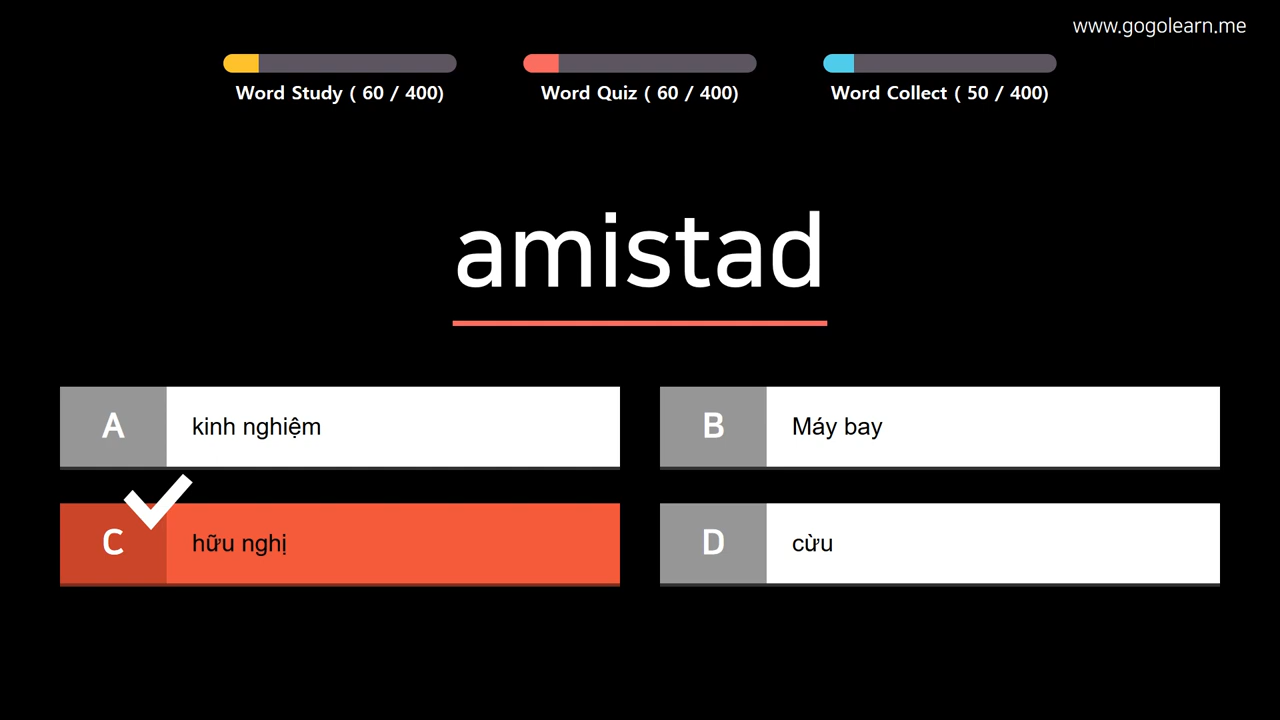 www.gogolearn.me
Word Study ( 60 / 400)
Word Quiz ( 60 / 400)
Word Collect ( 50 / 400)
amistad
A kinh nghiệm
B Máy bay
C hữu nghị
D cừu